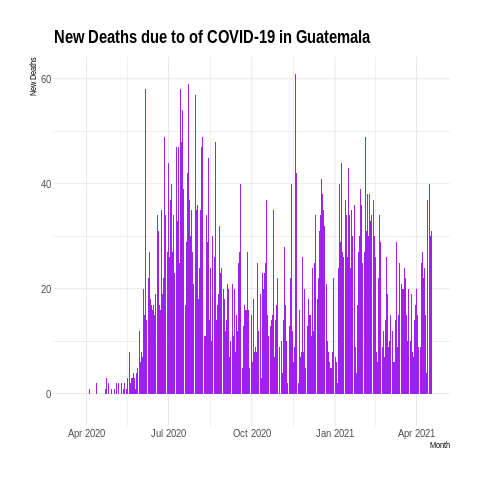 New Deaths due to of COVID-19 in Guatemala
New Deaths
60
40
20
0
Apr 2020 Jul 2020 Oct 2020 Jan 2021 Apr 2021
Month